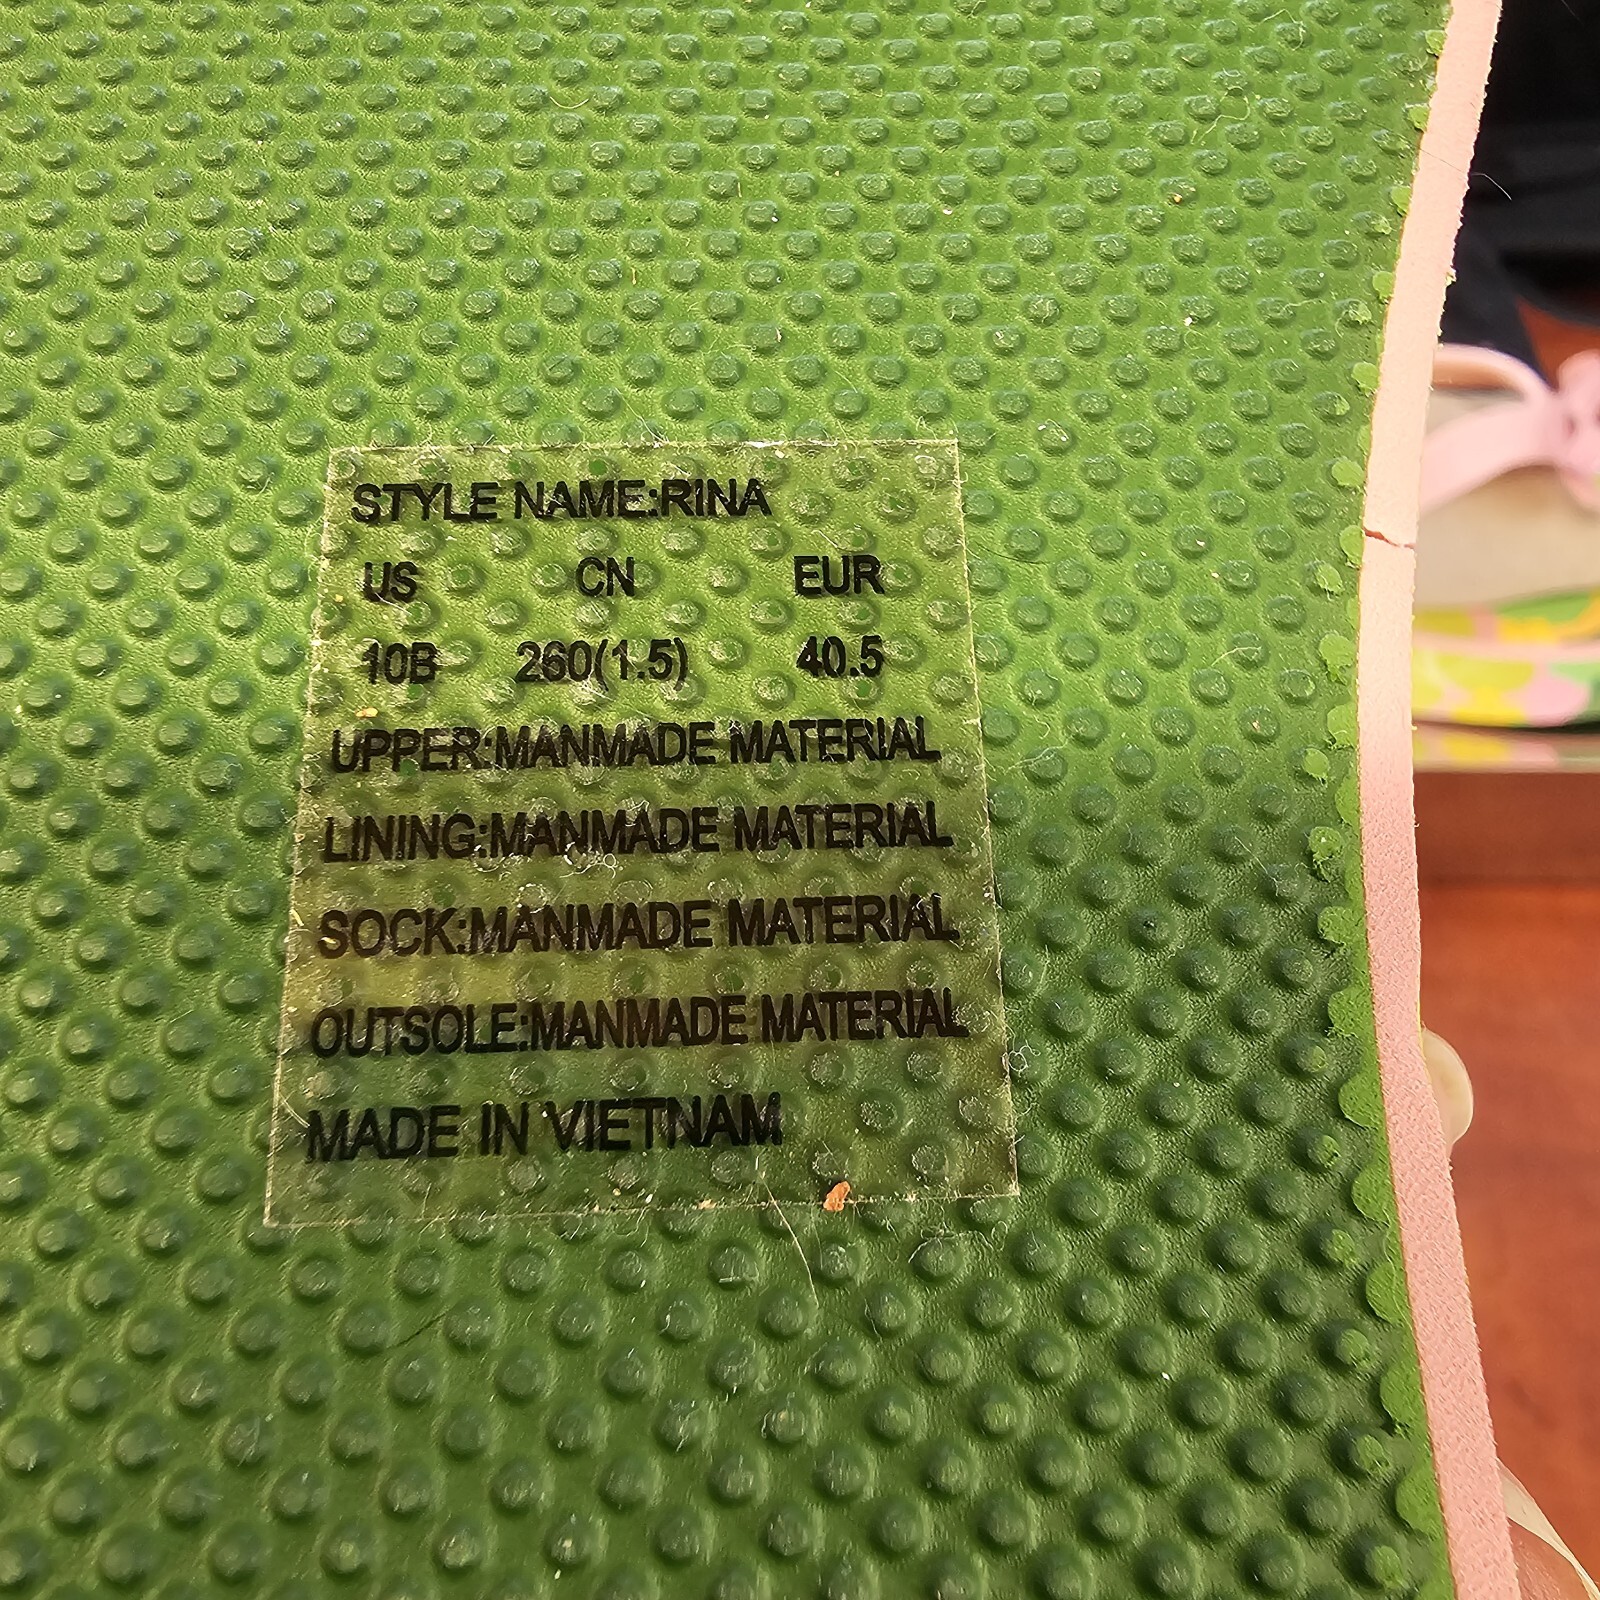 STYLE NAME:RINA
US CN EUR
10B 260(1.5) 40.5
UPPER:MANMADE MATERIAL
LINING:MANMADE MATERIAL
SOCK:MANMADE MATERIAL
OUTSOLE:MANMADE MATERIAL
MADE IN VIETNAM